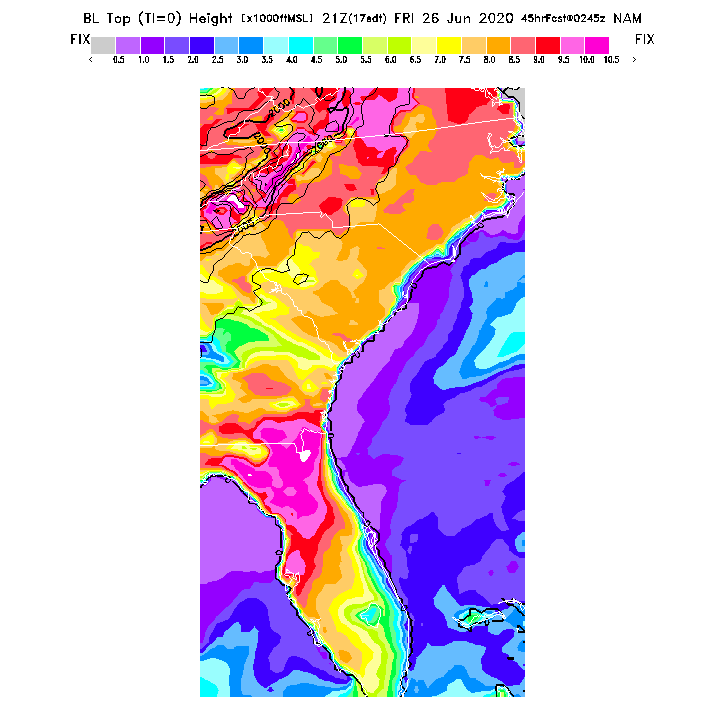 BL Top (TI=0) Height [x1000ftMSL] 21Z(17edt) FRI 26 Jun 2020 45hrFcst@0245z NAM
FIX FIX
< 0.5 1.0 1.5 2.0 2.5 3.0 3.5 4.0 4.5 5.0 5.5 6.0 6.5 7.0 7.5 8.0 8.5 9.0 9.5 10.0 10.5 >
2000
2000
2000